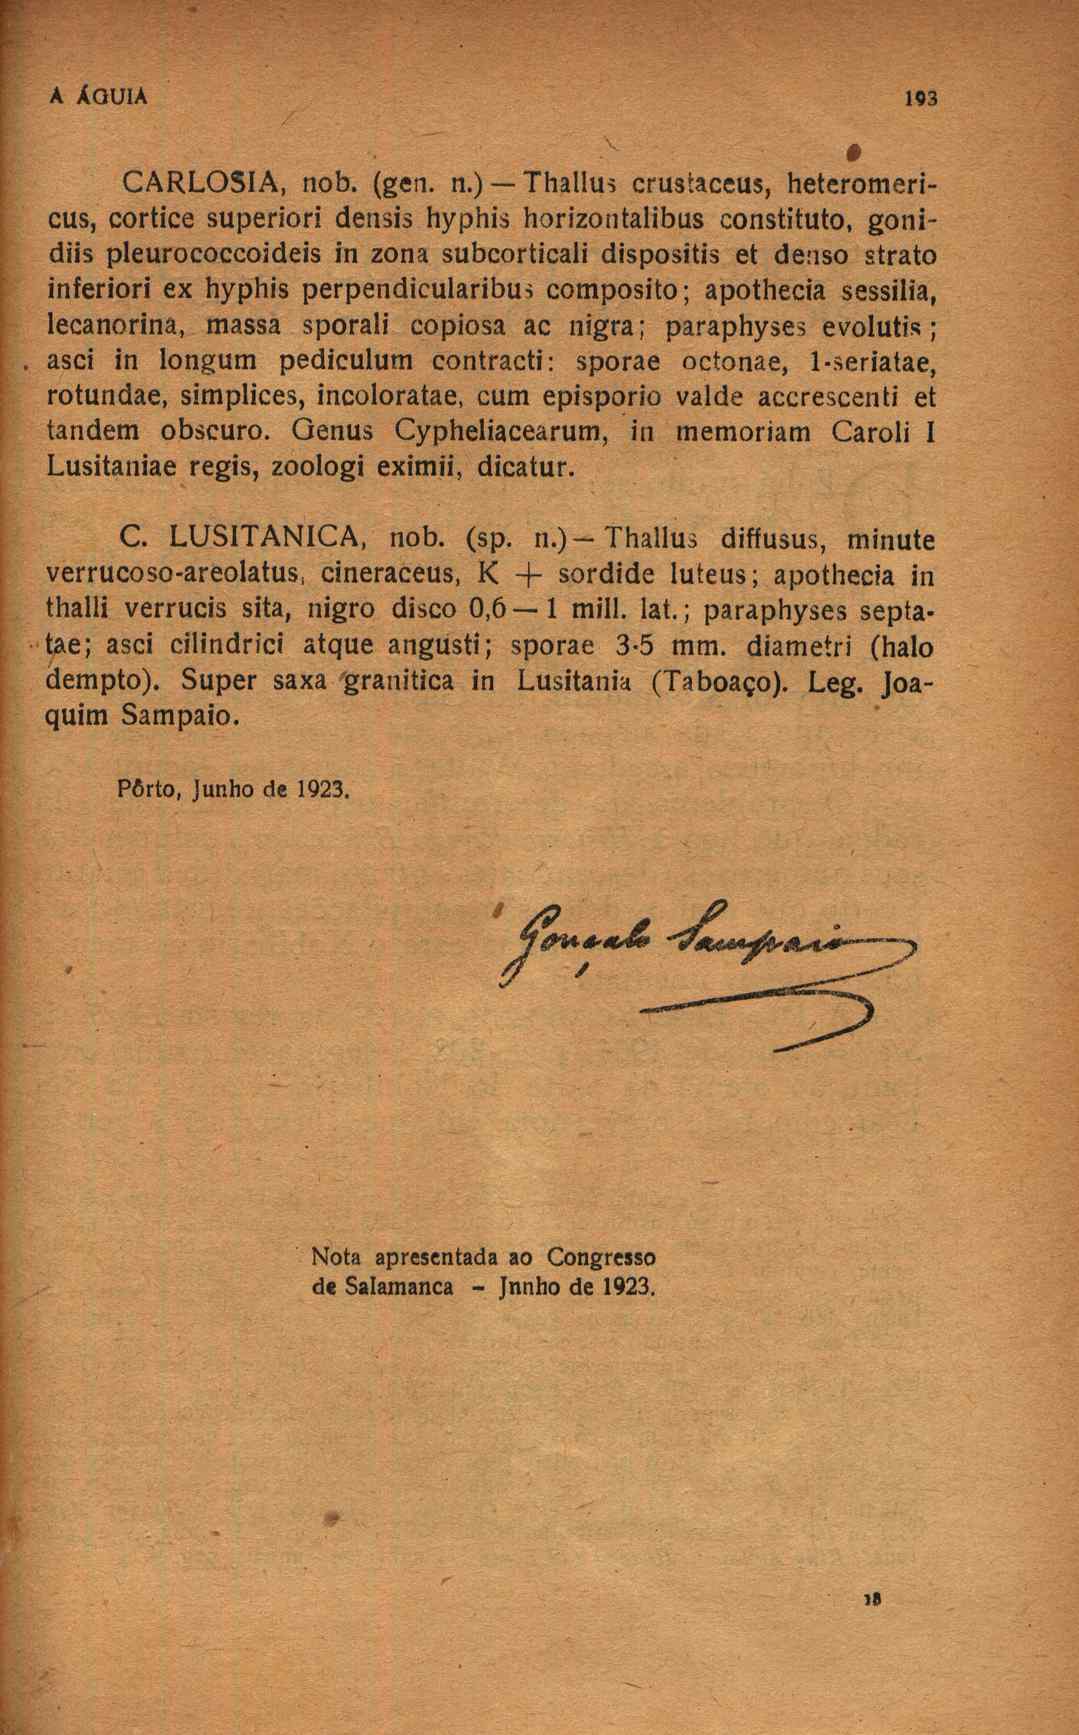 A ÁGUIA 193
CARLOSIA, nob. (gen. n.) — Thallus crustaceus, heteromeri-
cus, cortice superiori densis hyphis horizontalibus constituto, goni-
diis pleurococcoideis in zona subcorticali dispositis et denso strato
inferiori ex hyphis perpendicularibus composito; apothecia sessilia,
lecanorina, massa sporali copiosa ac nigra; paraphyses evolutis;
asci in longum pediculum contracti: sporae octonae, 1-seriatae,
rotundae, simplices, incoloratae, cum episporio valde accrescenti et
tandem obscuro. Genus Cypheliacearum, in memoriam Caroli I
Lusitaniae regis, zoologi eximii, dicatur.
C. LUSITANICA, nob. (sp. n.) — Thallus diffusus, minute
verrucoso-areolatus, cineraceus, K + sordide luteus; apothecia in
thalli verrucis sita, nigro disco 0,6 — 1 mill. lat.; paraphyses septa-
tae; asci cilindrici atque angusti; sporae 3-5 mm. diametri (halo
dempto). Super saxa granitica in Lusitania (Taboaço). Leg. Joa-
quim Sampaio.
Pôrto, Junho de 1923.
Gonçalo Sampaio
Nota apresentada ao Congresso
de Salamanca - Jnnho de 1923.
18